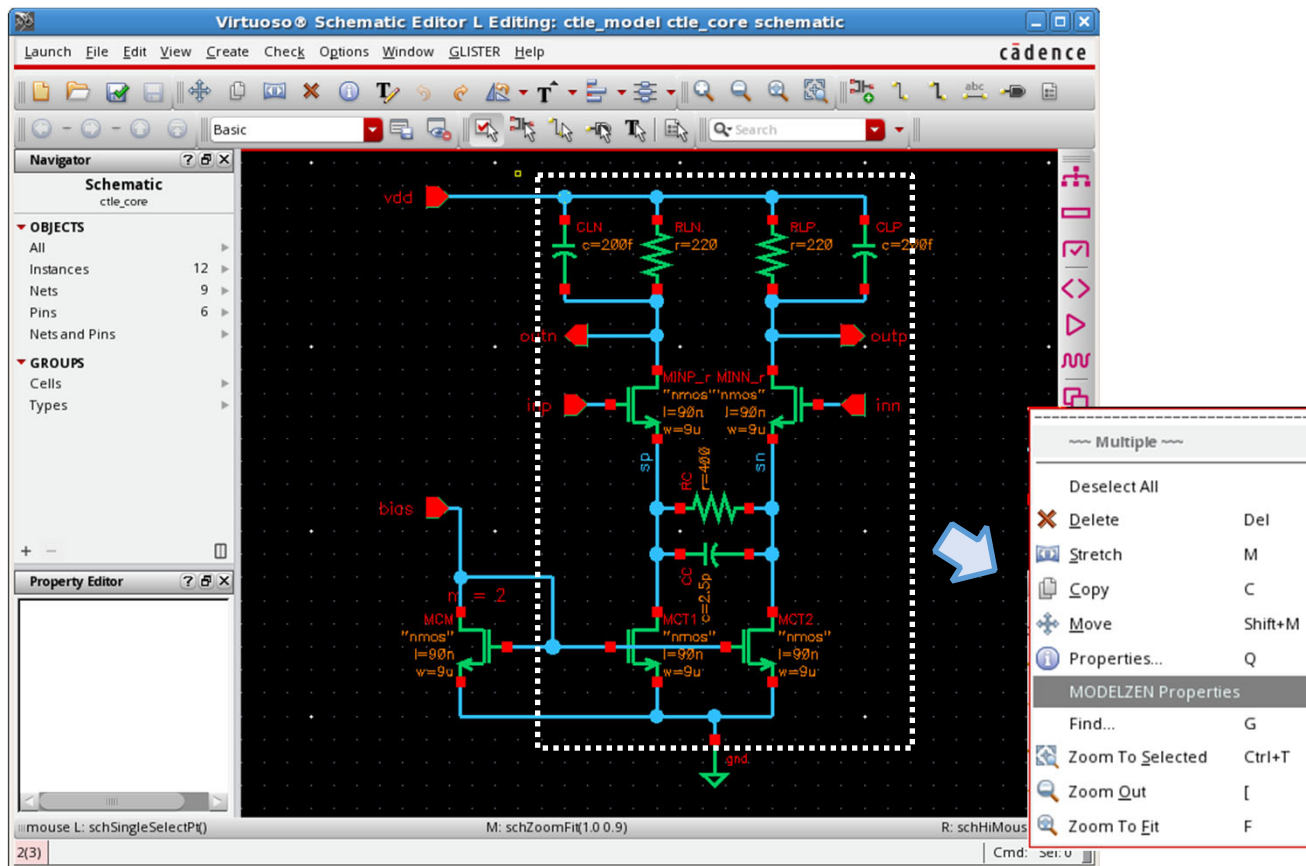 Virtuoso® Schematic Editor L Editing: ctle_model ctle_core schematic
Launch File Edit View Create Check Options Window GLISTER Help
cādence
abc
Basic
Search
Navigator
Schematic
ctle_core
OBJECTS
All
Instances 12
Nets 9
Pins 6
Nets and Pins
GROUPS
Cells
Types
Property Editor
vdd
CLN
c=200f
RLN.
r=220
RLP.
r=220
CLP
c=200f
outn
outp
MINP_r MINN_r
"nmos" "nmos"
l=90n l=90n
w=9u w=9u
inp
inn
sp
sn
RC
r=400
bias
CC
c=2.5p
MCM
"nmos"
l=90n
w=9u
MCT1
"nmos"
l=90n
w=9u
MCT2
"nmos"
l=90n
w=9u
gnd
mouse L: schSingleSelectPt()
M: schZoomFit(1.0 0.9)
R: schHiMous
2(3)
Cmd: Sel: 0
~~~ Multiple ~~~
Deselect All
Delete Del
Stretch M
Copy C
Move Shift+M
Properties... Q
MODELZEN Properties
Find... G
Zoom To Selected Ctrl+T
Zoom Out [
Zoom To Fit F